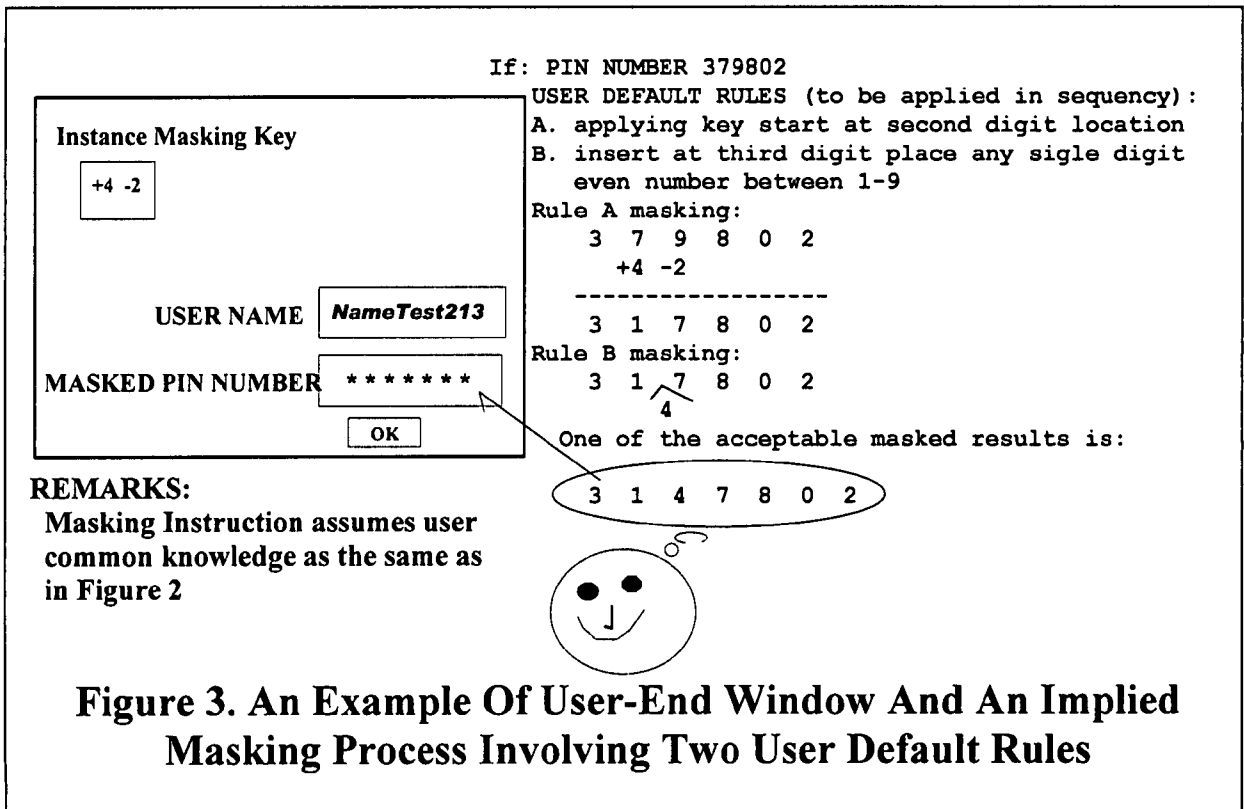 If: PIN NUMBER 379802
USER DEFAULT RULES (to be applied in sequency):
A. applying key start at second digit location
B. insert at third digit place any sigle digit
even number between 1-9
Rule A masking:
3 7 9 8 0 2
+4 -2
------------------
3 1 7 8 0 2
Rule B masking:
3 1 7 8 0 2
4
One of the acceptable masked results is:
3 1 4 7 8 0 2
Instance Masking Key
+4 -2
USER NAME NameTest213
MASKED PIN NUMBER * * * * * * *
OK
REMARKS:
Masking Instruction assumes user
common knowledge as the same as
in Figure 2
Figure 3. An Example Of User-End Window And An Implied
Masking Process Involving Two User Default Rules